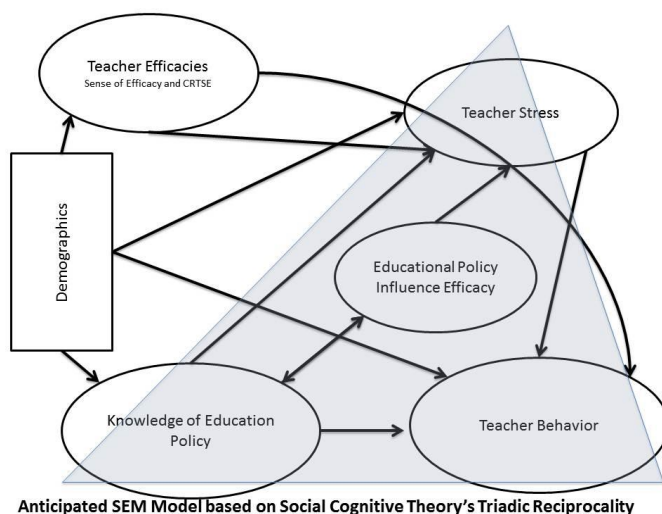 Teacher Efficacies
Sense of Efficacy and CRTSE
Teacher Stress
Demographics
Educational Policy
Influence Efficacy
Knowledge of Education
Policy
Teacher Behavior
Anticipated SEM Model based on Social Cognitive Theory's Triadic Reciprocality